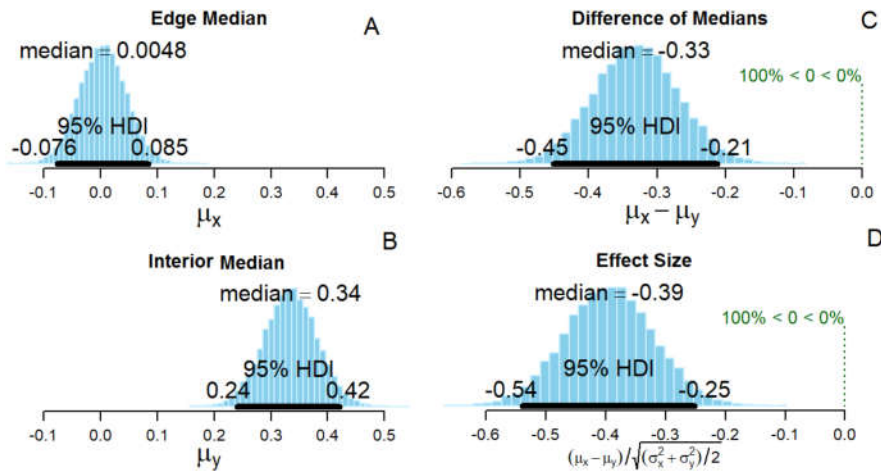 Edge Median
A
median = 0.0048
95% HDI
-0.076 0.085
-0.1 0.0 0.1 0.2 0.3 0.4 0.5
μx
Difference of Medians
C
median = -0.33
100% < 0 < 0%
95% HDI
-0.45 -0.21
-0.6 -0.5 -0.4 -0.3 -0.2 -0.1 0.0
μx − μy
Interior Median
B
median = 0.34
95% HDI
0.24 0.42
-0.1 0.0 0.1 0.2 0.3 0.4 0.5
μy
Effect Size
D
median = -0.39
100% < 0 < 0%
95% HDI
-0.54 -0.25
-0.6 -0.5 -0.4 -0.3 -0.2 -0.1 0.0
(μx − μy)/√(σx² + σy²)/2